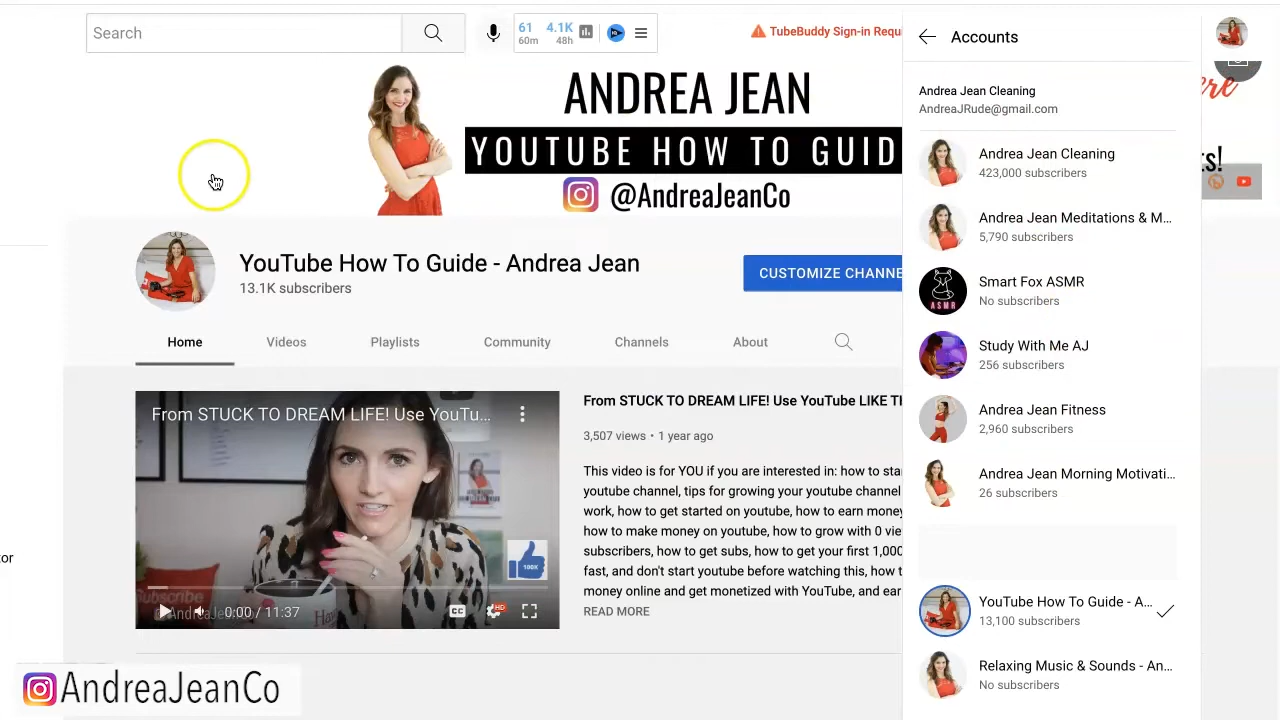 Search
61
60m
4.1K
48h
TubeBuddy Sign-in Requ
ANDREA JEAN
YOUTUBE HOW TO GUID
@AndreaJeanCo
YouTube How To Guide - Andrea Jean
13.1K subscribers
CUSTOMIZE CHANNE
Home
Videos
Playlists
Community
Channels
About
From STUCK TO DREAM LIFE! Use YouTu...
100K
0:00 / 11:37
CC
HD
From STUCK TO DREAM LIFE! Use YouTube LIKE TH
3,507 views • 1 year ago
This video is for YOU if you are interested in: how to star
youtube channel, tips for growing your youtube channel
work, how to get started on youtube, how to earn money
how to make money on youtube, how to grow with 0 vie
subscribers, how to get subs, how to get your first 1,000
fast, and don't start youtube before watching this, how t
money online and get monetized with YouTube, and ear
READ MORE
Accounts
Andrea Jean Cleaning
AndreaJRude@gmail.com
Andrea Jean Cleaning
423,000 subscribers
Andrea Jean Meditations & M...
5,790 subscribers
Smart Fox ASMR
No subscribers
ASMR
Study With Me AJ
256 subscribers
Andrea Jean Fitness
2,960 subscribers
Andrea Jean Morning Motivati...
26 subscribers
YouTube How To Guide - A...
13,100 subscribers
Relaxing Music & Sounds - An...
No subscribers
ere
ts!
tor
AndreaJeanCo